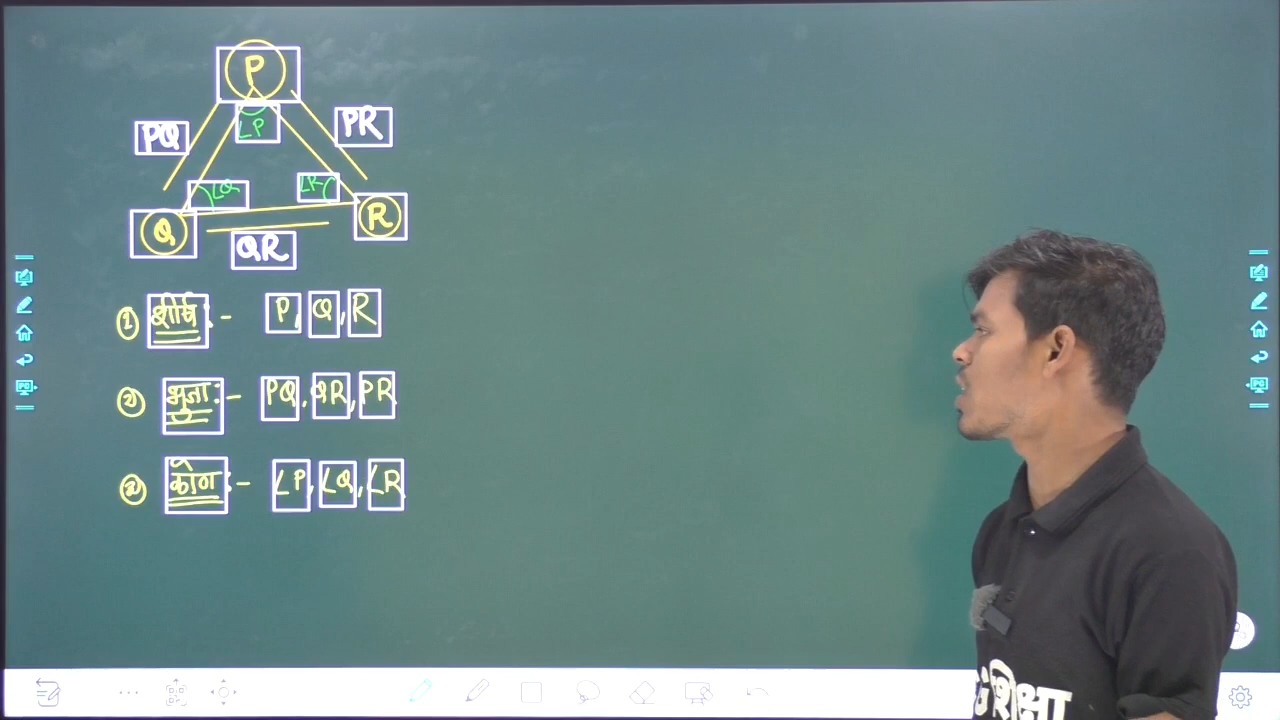 P
PQ ∠P PR
∠Q ∠R
Q R
QR
① शीर्ष :- P, Q, R
② भुजा :- PQ, QR, PR
③ कोण :- ∠P, ∠Q, ∠R
शिक्षा